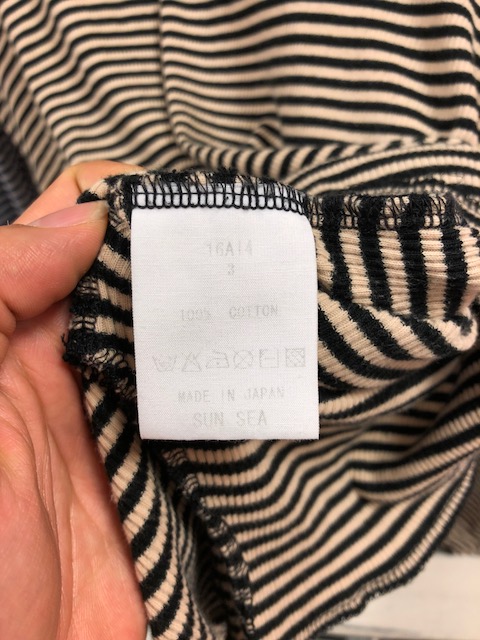 16A14
3
100% COTTON
MADE IN JAPAN
SUN SEA